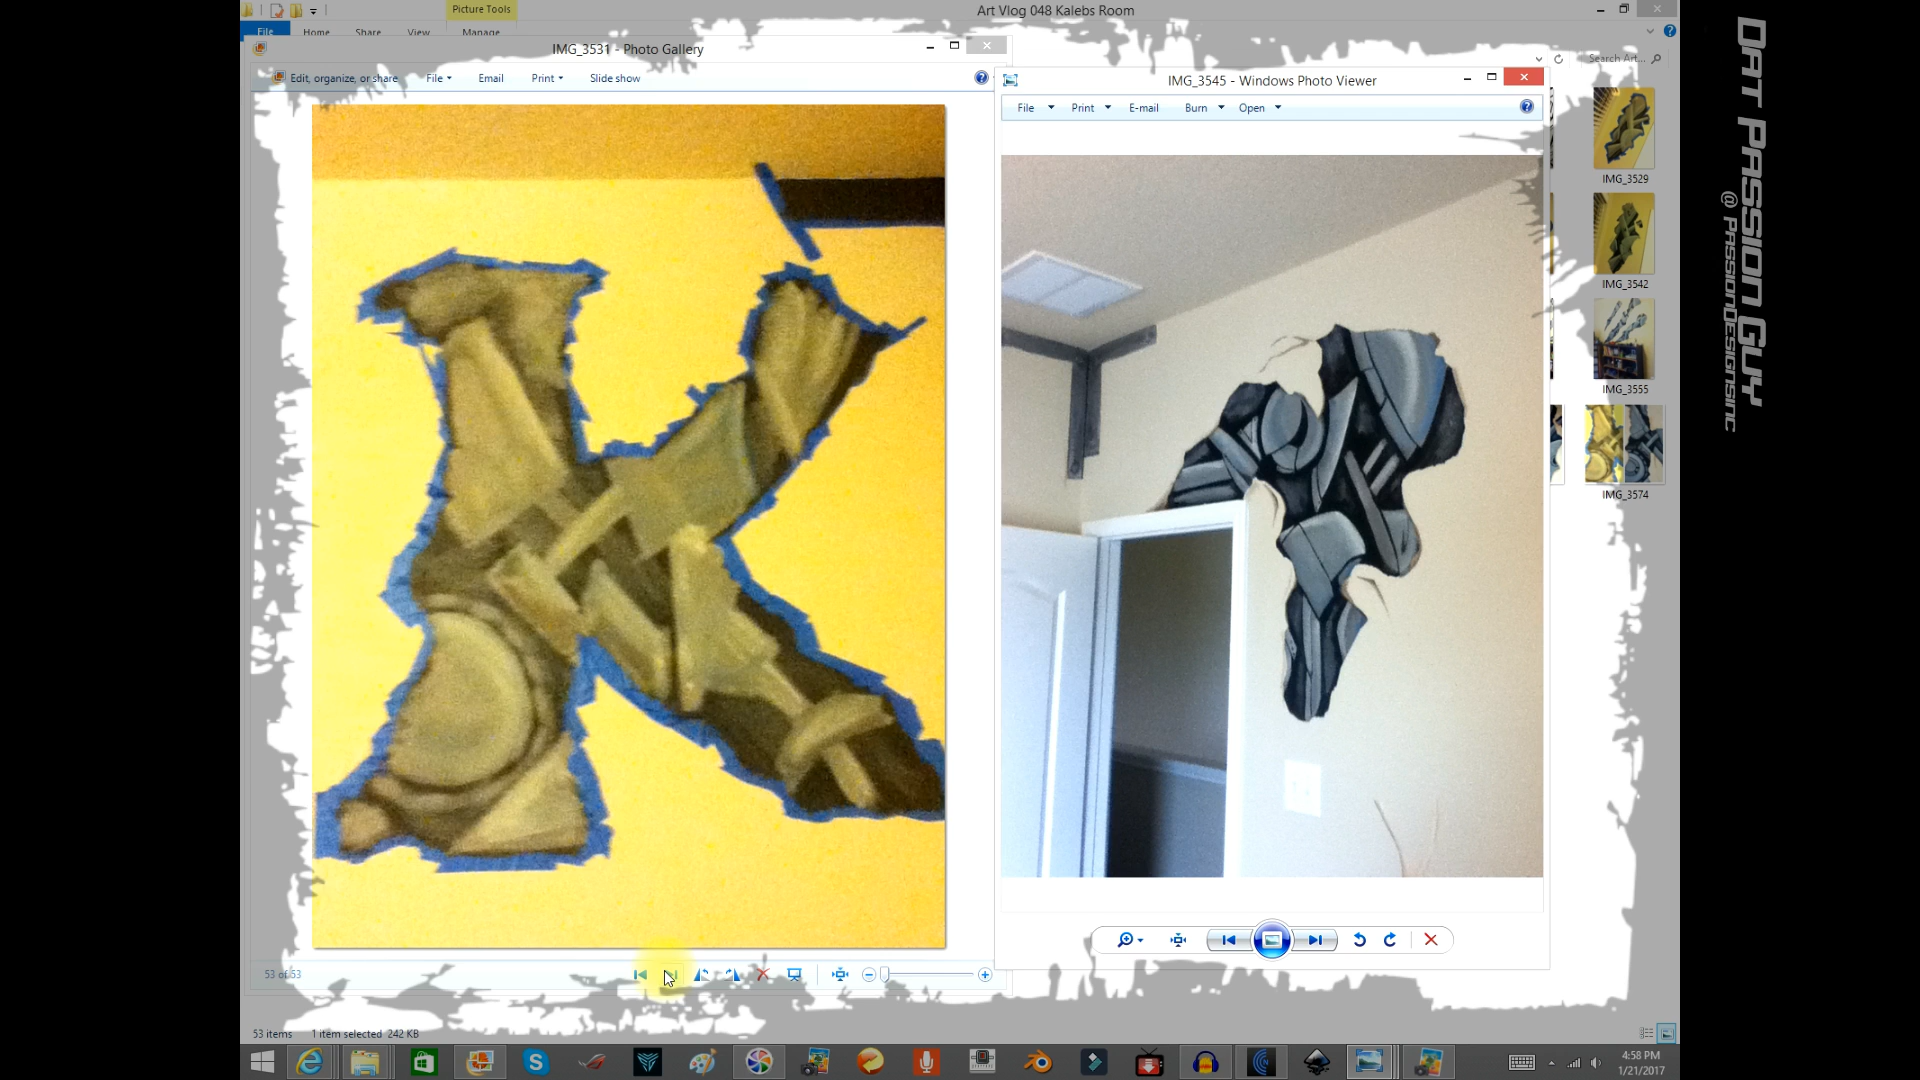 Picture Tools
Art Vlog 048 Kalebs Room
File Home Share View Manage
IMG_3531 - Photo Gallery
Edit, organize, or share File Email Print Slide show
Search Art...
IMG_3545 - Windows Photo Viewer
File Print E-mail Burn Open
IMG_3529
IMG_3542
IMG_3555
IMG_3574
53 of 53
53 items 1 item selected 242 KB
4:58 PM
1/21/2017
Dat Passion Guy
@ PassionDesignsInc